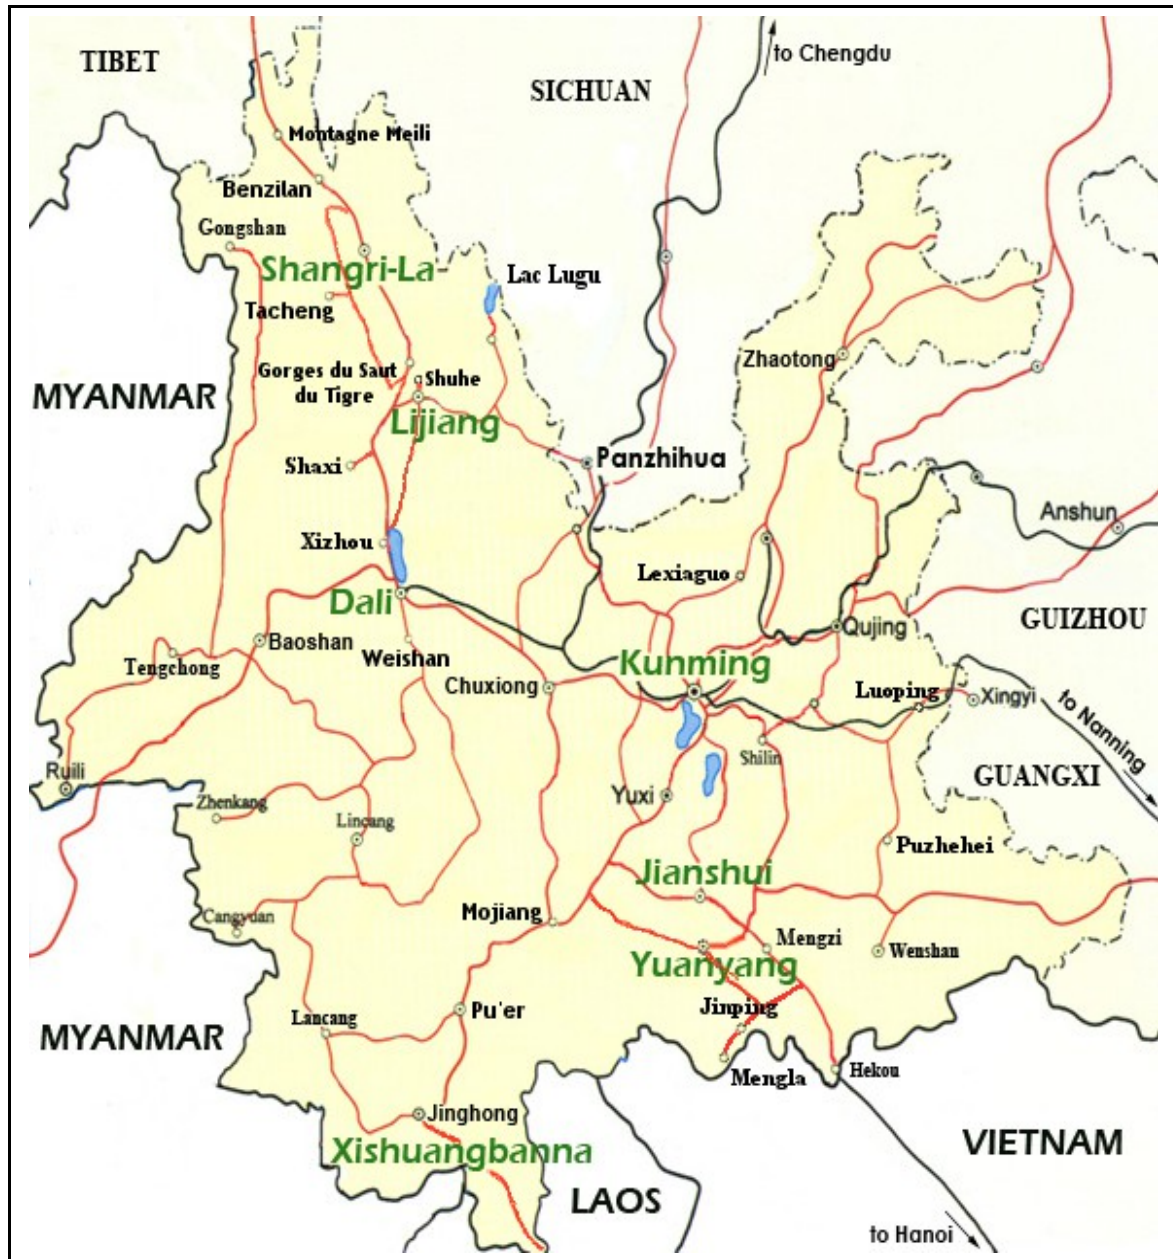 TIBET
to Chengdu
SICHUAN
Montagne Meili
Benzilan
Gongshan
Shangri-La
Lac Lugu
Tacheng
Zhaotong
Gorges du Saut
du Tigre
Shuhe
MYANMAR
Lijiang
Shaxi
Panzhihua
Anshun
Xizhou
Lexiaguo
Dali
GUIZHOU
Qujing
Baoshan
Weishan
Tengchong
Kunming
Chuxiong
Luoping
Xingyi
to Nanning
Shilin
Ruili
GUANGXI
Yuxi
Zhenkang
Lincang
Puzhehei
Jianshui
Mojiang
Cangyuan
Mengzi
Wenshan
Yuanyang
Jinping
Pu'er
Lancang
MYANMAR
Mengla
Hekou
Jinghong
Xishuangbanna
VIETNAM
LAOS
to Hanoi